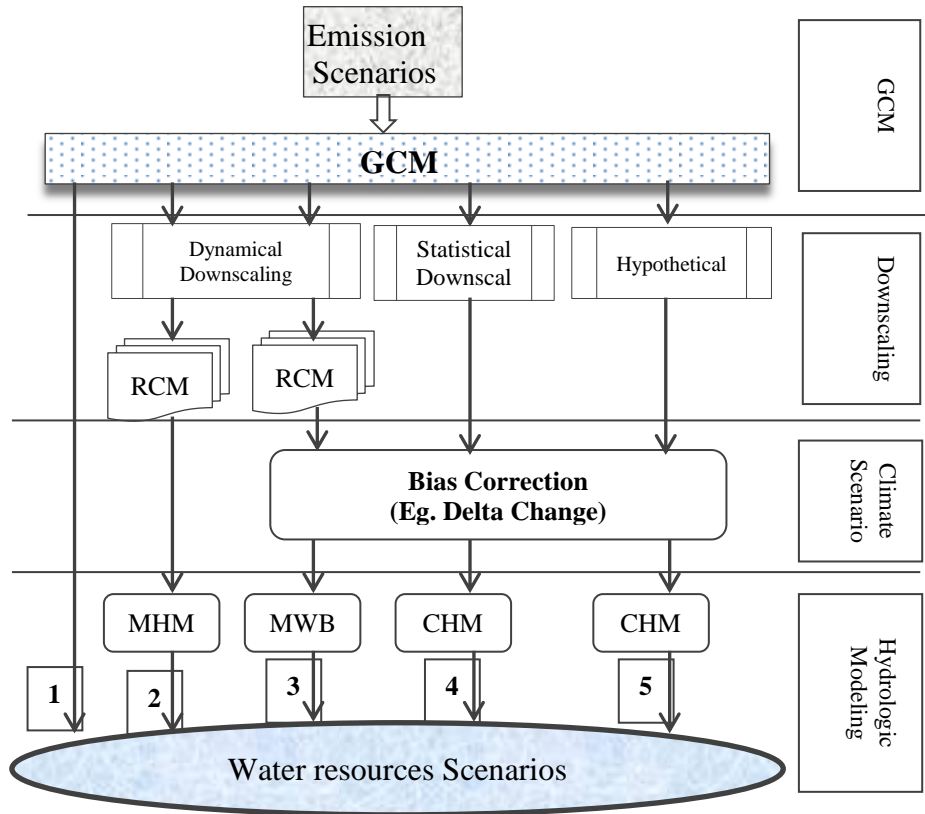 Emission
Scenarios
GCM
GCM
Dynamical
Downscaling
Statistical
Downscal
Hypothetical
Downscaling
RCM
RCM
Bias Correction
(Eg. Delta Change)
Climate
Scenario
MHM
MWB
CHM
CHM
Hydrologic
Modeling
1
2
3
4
5
Water resources Scenarios